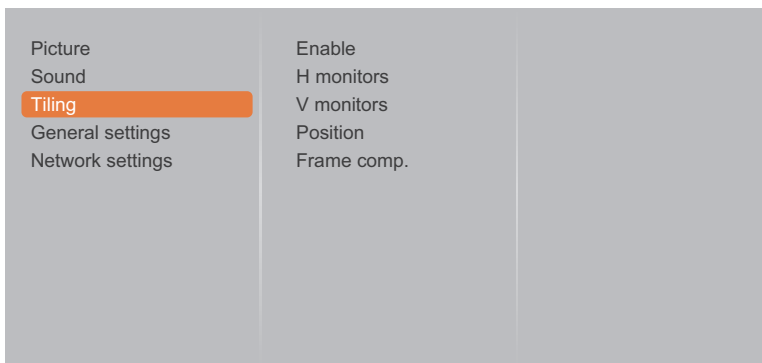 Picture
Sound
Tiling
General settings
Network settings
Enable
H monitors
V monitors
Position
Frame comp.